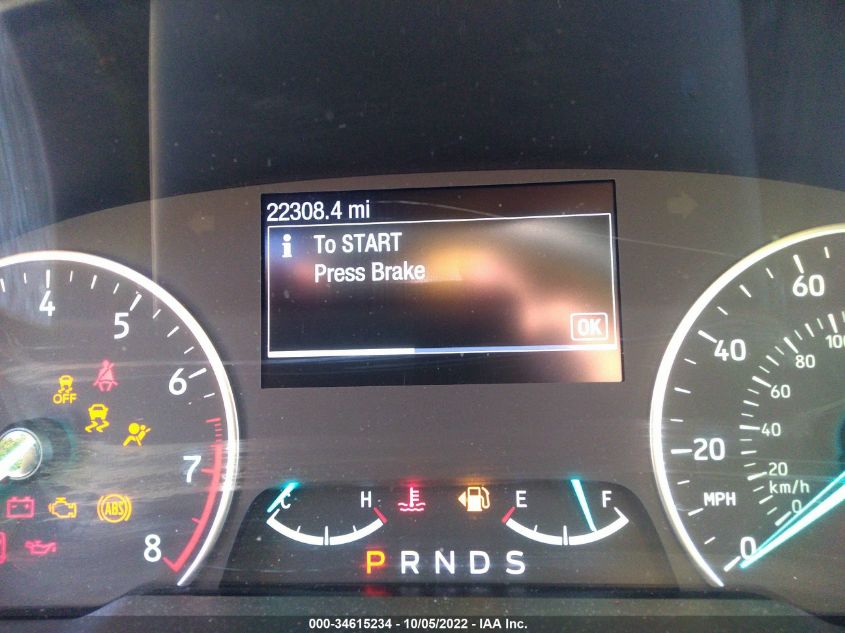 22308.4 mi
i To START
Press Brake
OK
4
5
6
7
8
OFF
ABS
C H
E F
P R N D S
0
20
40
60
MPH
0
20
40
60
80
100
km/h
000-34615234 - 10/05/2022 - IAA Inc.